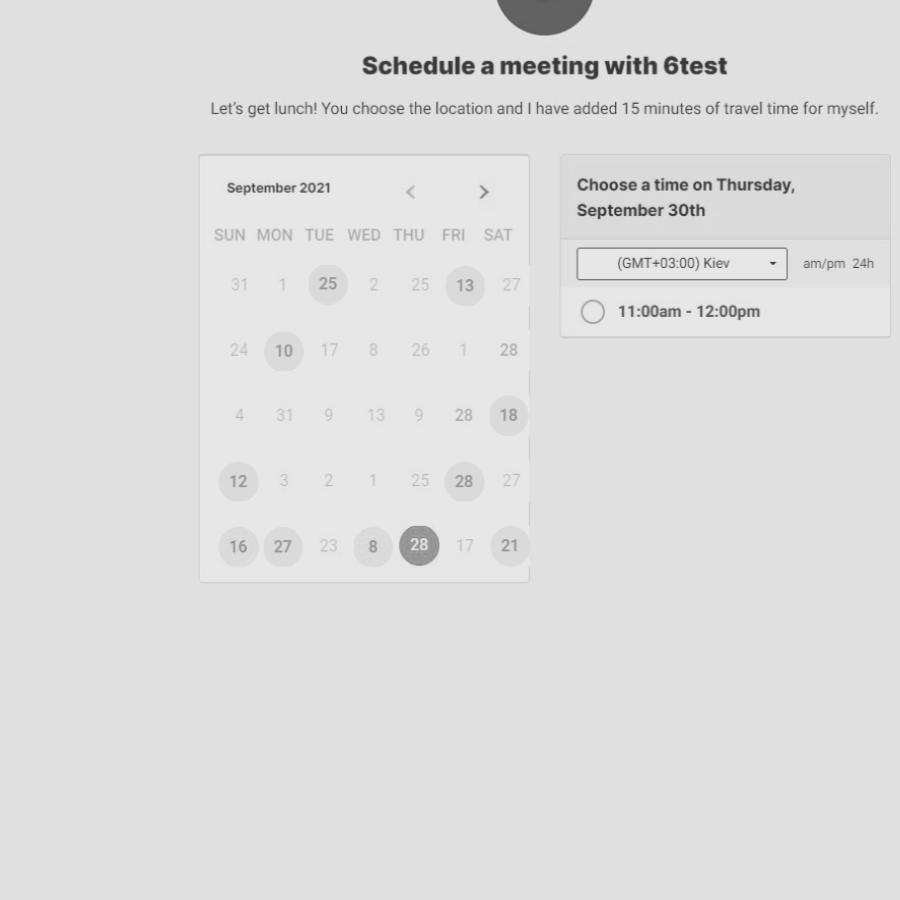 Schedule a meeting with 6test
Let's get lunch! You choose the location and I have added 15 minutes of travel time for myself.
September 2021
SUN MON TUE WED THU FRI SAT
31 1 25 2 25 13 27
24 10 17 8 26 1 28
4 31 9 13 9 28 18
12 3 2 1 25 28 27
16 27 23 8 28 17 21
Choose a time on Thursday,
September 30th
(GMT+03:00) Kiev am/pm 24h
11:00am - 12:00pm